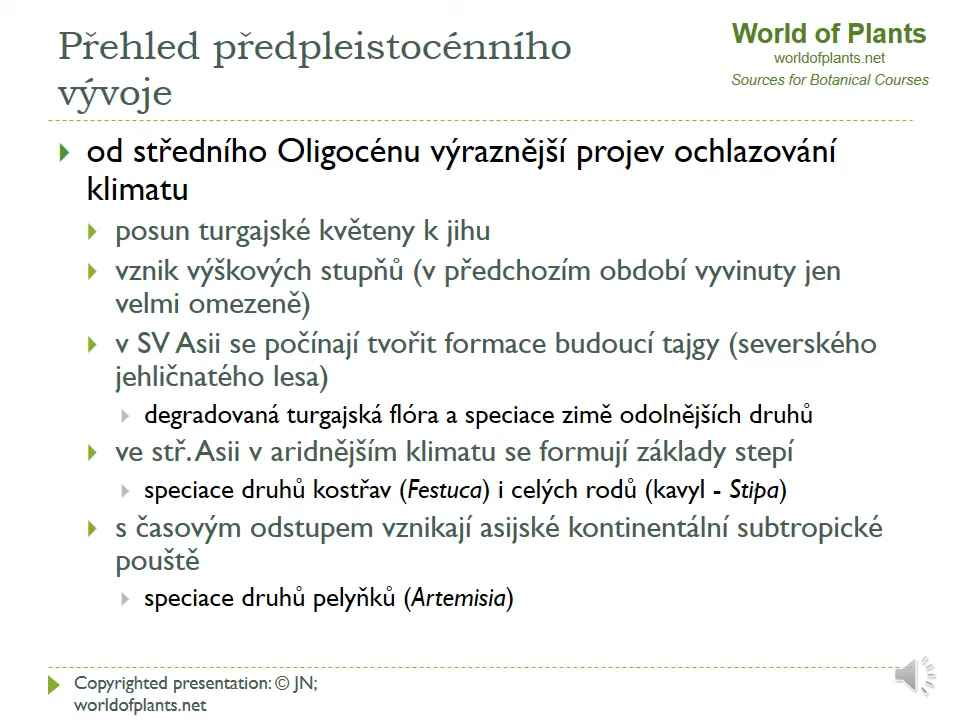 Přehled předpleistocénního
vývoje
World of Plants
worldofplants.net
Sources for Botanical Courses
od středního Oligocénu výraznější projev ochlazování
klimatu
posun turgajské květeny k jihu
vznik výškových stupňů (v předchozím období vyvinuty jen
velmi omezeně)
v SV Asii se počínají tvořit formace budoucí tajgy (severského
jehličnatého lesa)
degradovaná turgajská flóra a speciace zimě odolnějších druhů
ve stř. Asii v aridnějším klimatu se formují základy stepí
speciace druhů kostřav (Festuca) i celých rodů (kavyl - Stipa)
s časovým odstupem vznikají asijské kontinentální subtropické
pouště
speciace druhů pelyňků (Artemisia)
Copyrighted presentation: © JN;
worldofplants.net